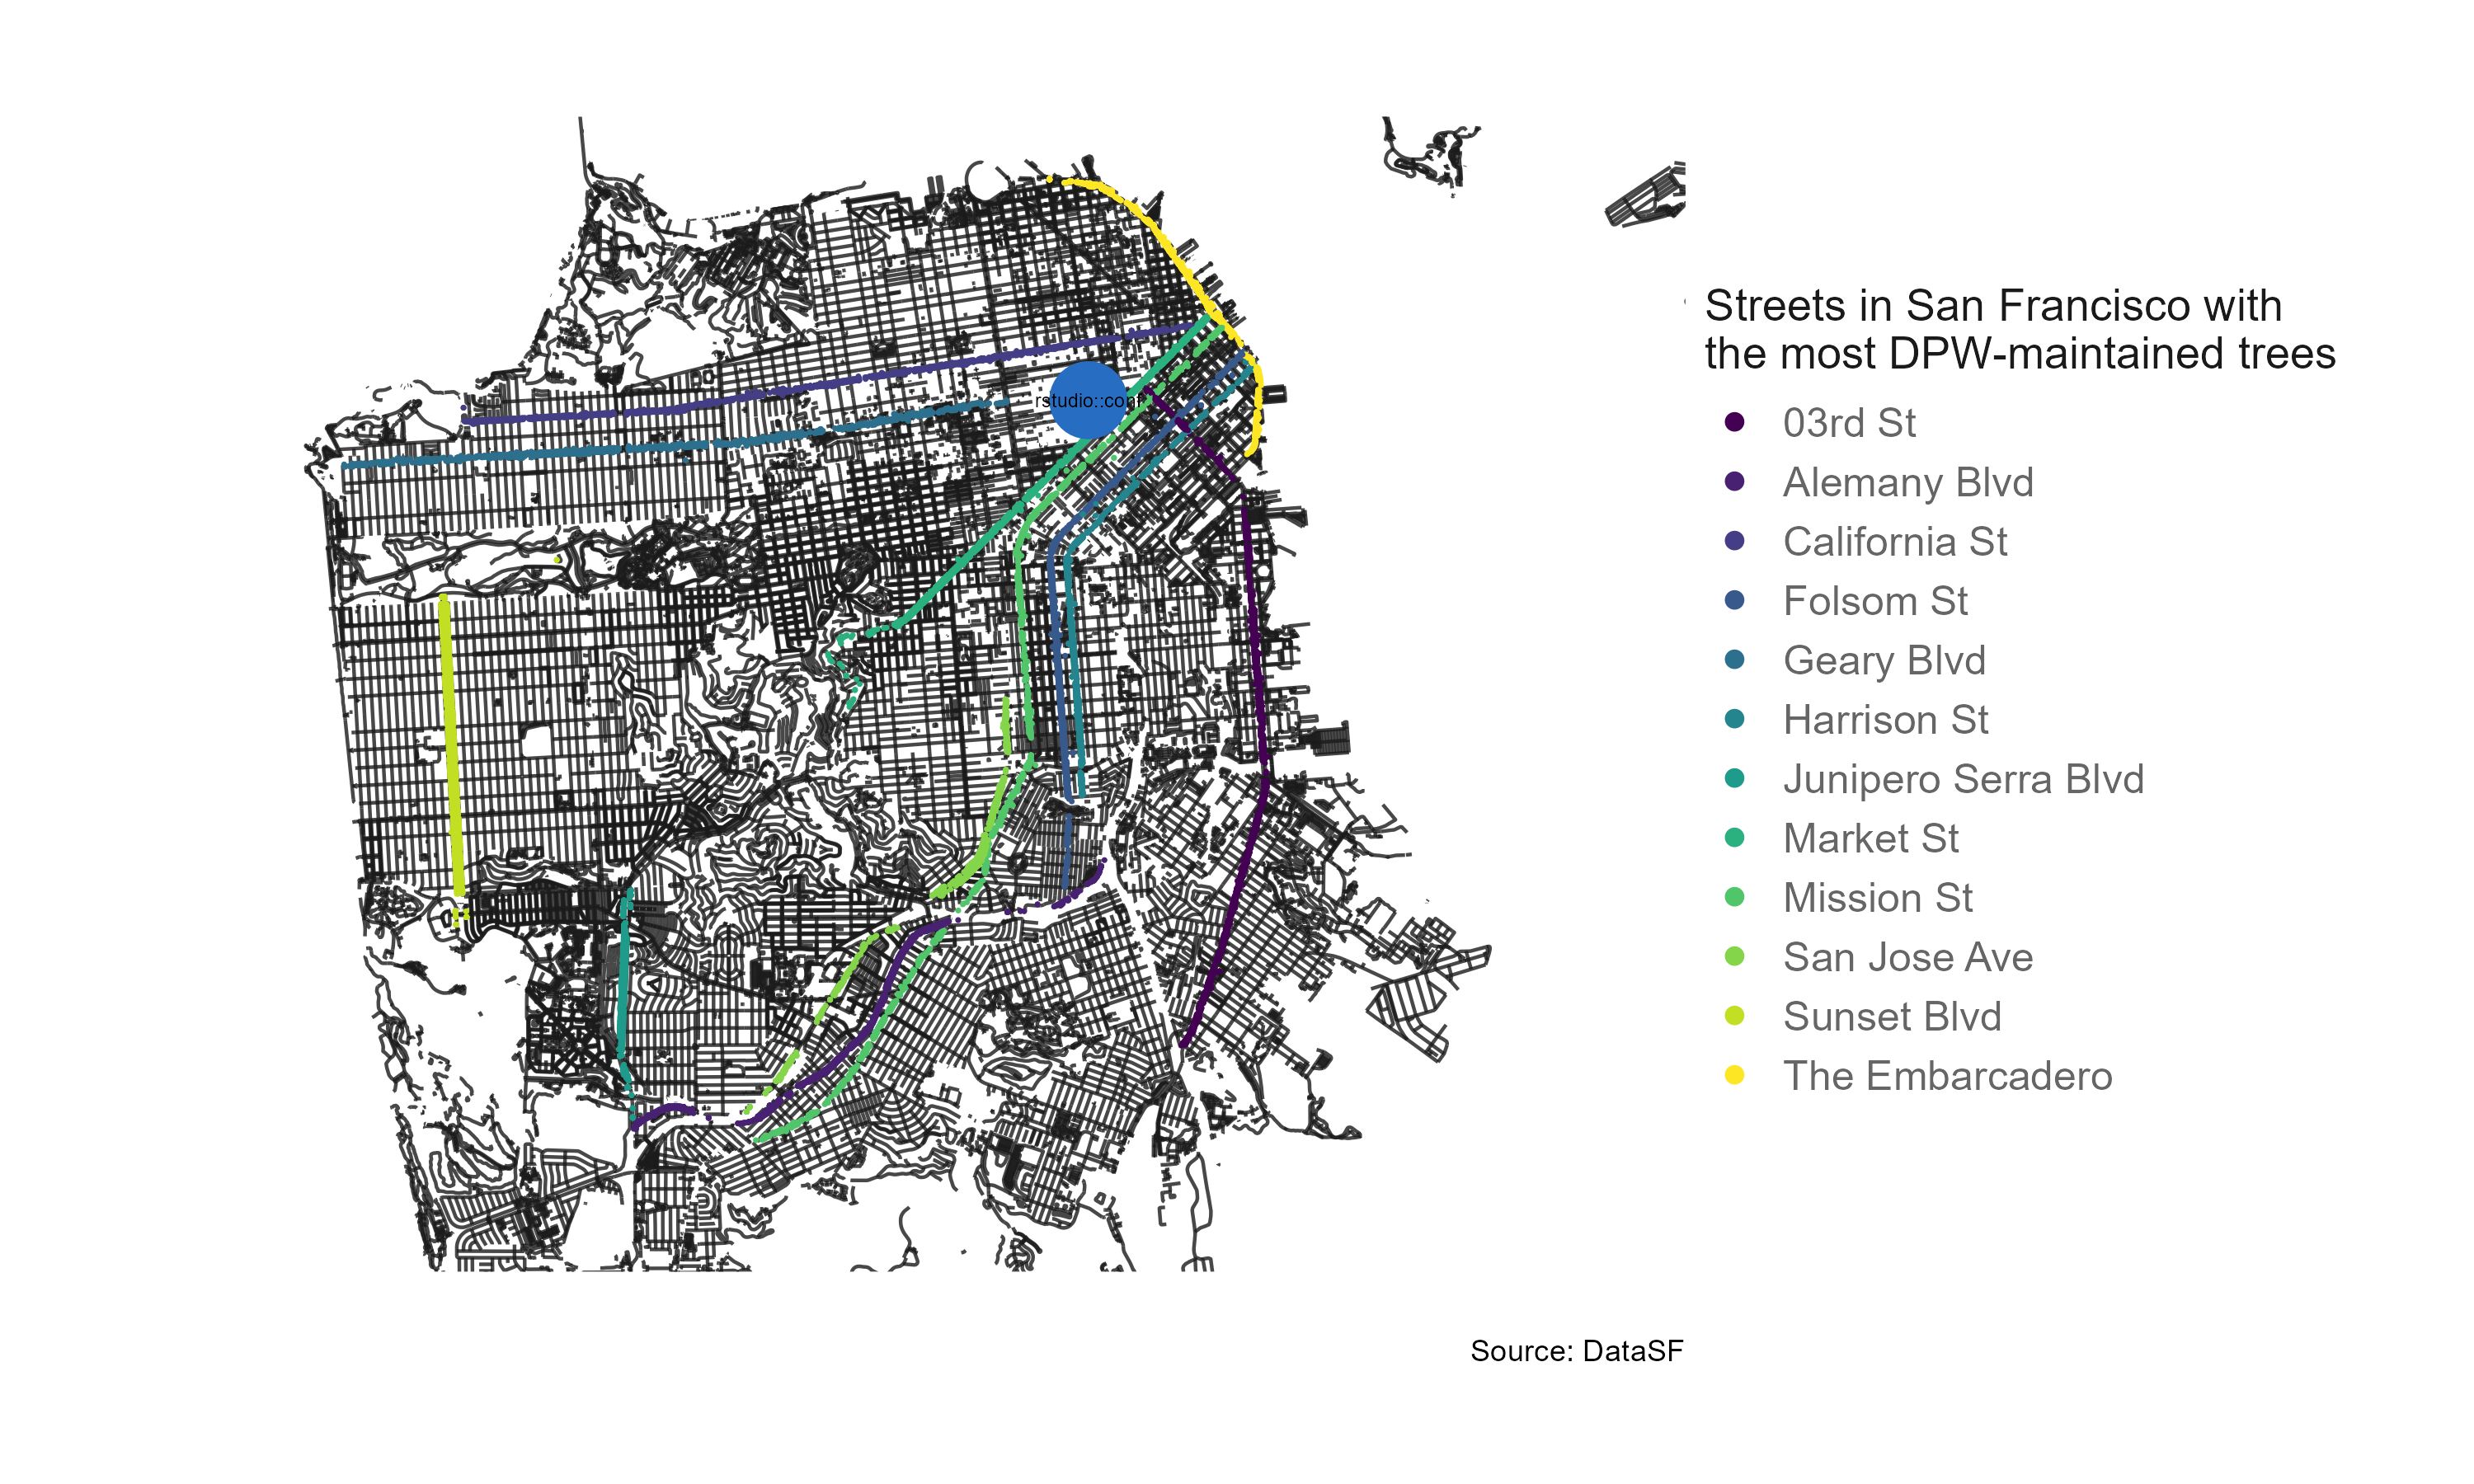 Streets in San Francisco with
the most DPW-maintained trees
03rd St
Alemany Blvd
California St
Folsom St
Geary Blvd
Harrison St
Junipero Serra Blvd
Market St
Mission St
San Jose Ave
Sunset Blvd
The Embarcadero
rstudio::conf
Source: DataSF